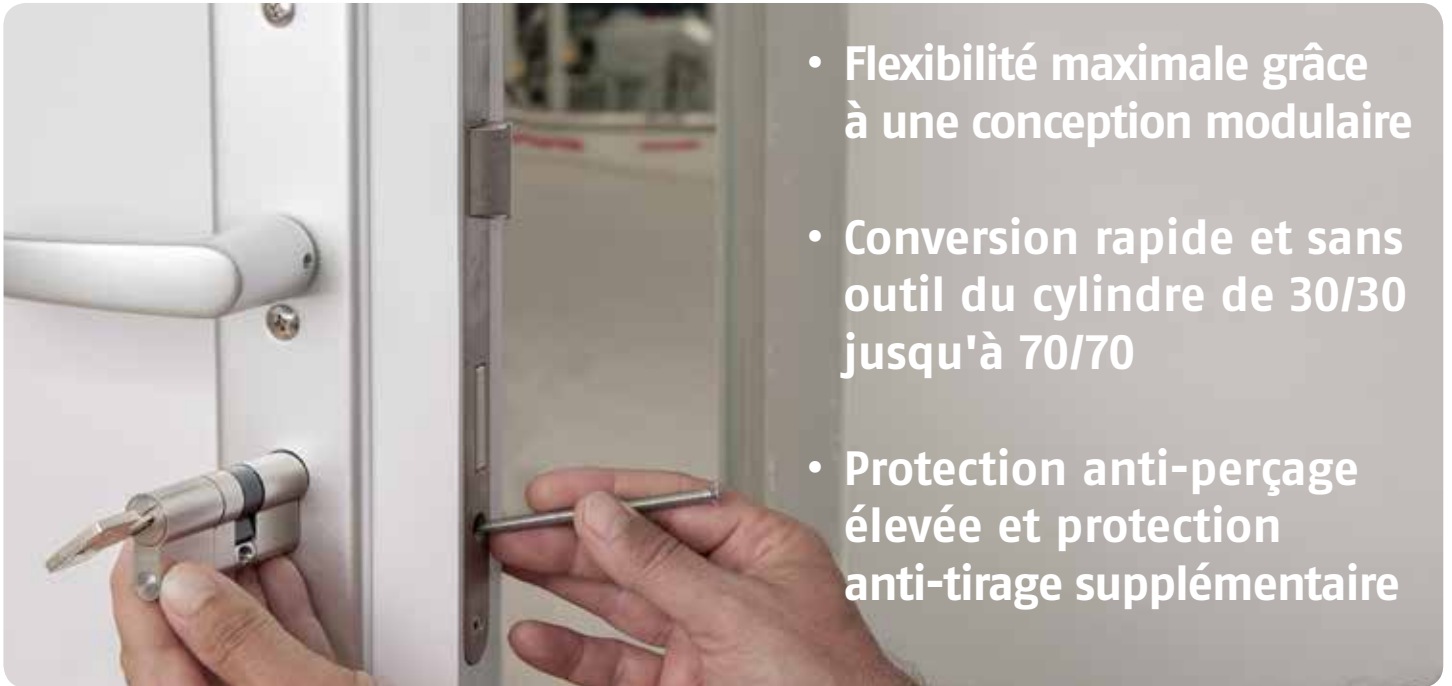 • Flexibilité maximale grâce
à une conception modulaire
• Conversion rapide et sans
outil du cylindre de 30/30
jusqu'à 70/70
• Protection anti-perçage
élevée et protection
anti-tirage supplémentaire